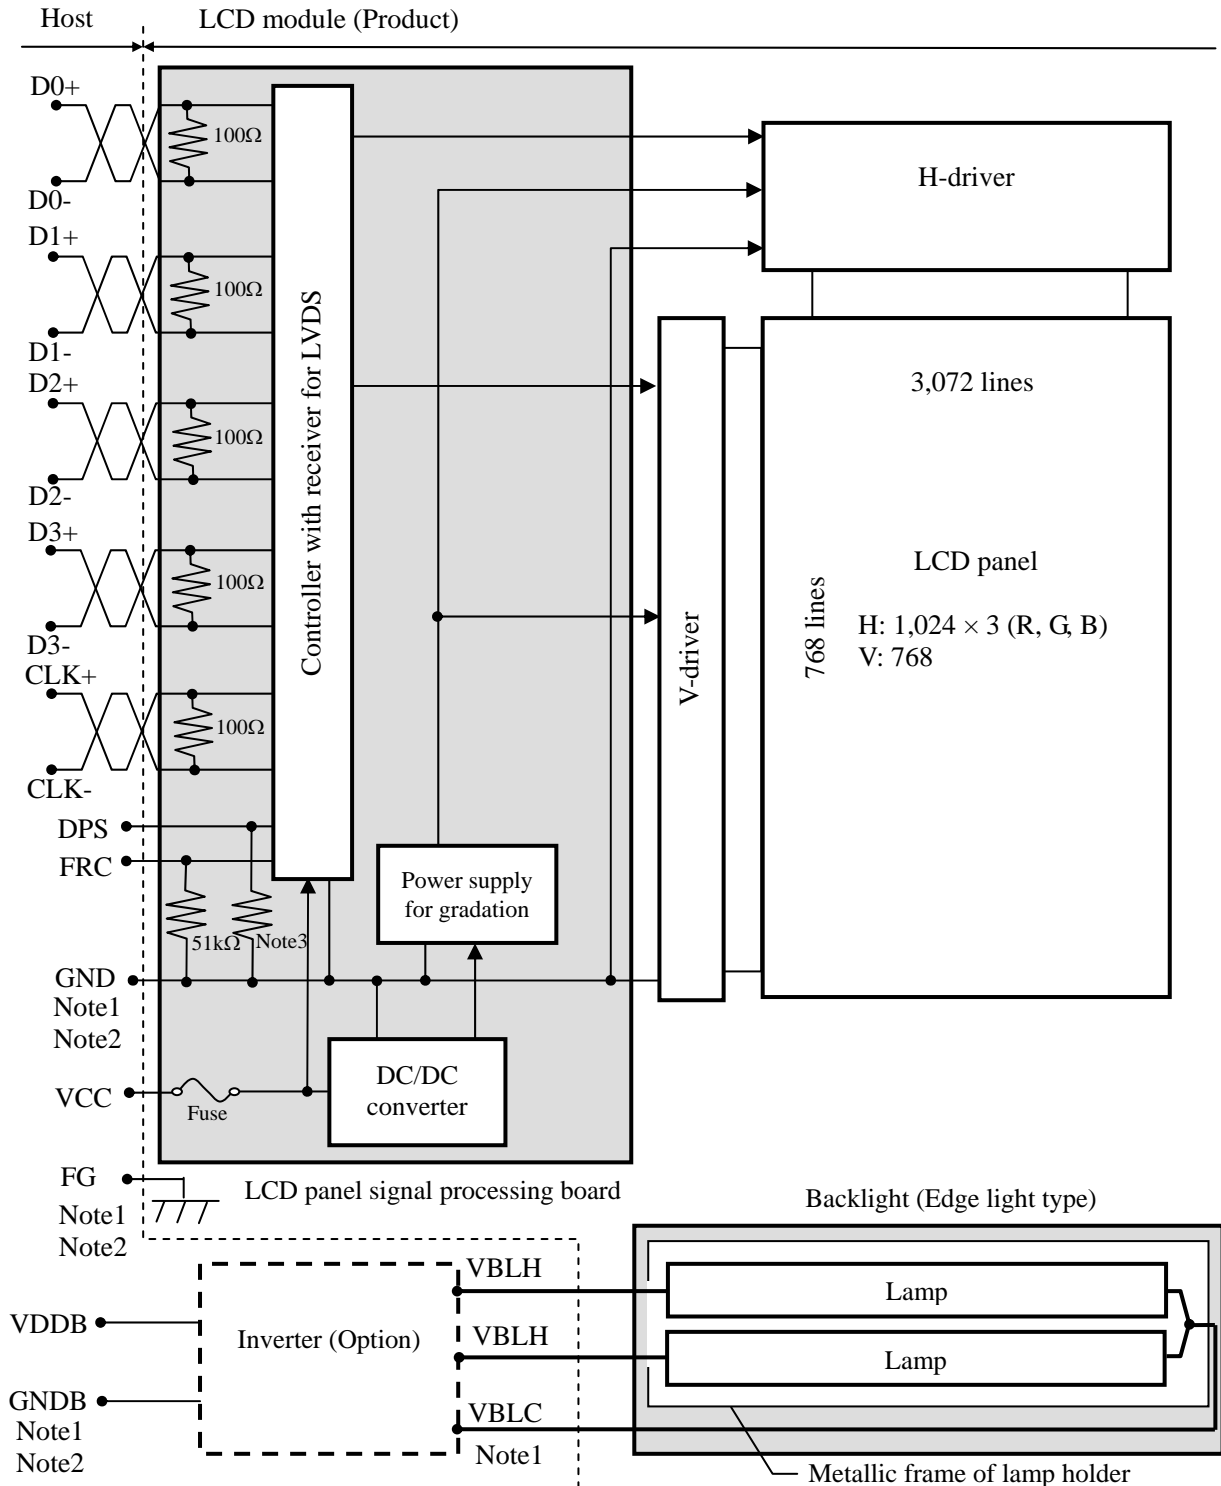 Host
LCD module (Product)
D0+
100Ω
D0-
D1+
100Ω
D1-
D2+
100Ω
D2-
D3+
100Ω
D3-
CLK+
100Ω
CLK-
DPS
FRC
51kΩ
Note3
GND
Note1
Note2
VCC
Fuse
FG
Note1
Note2
Controller with receiver for LVDS
Power supply
for gradation
DC/DC
converter
LCD panel signal processing board
H-driver
V-driver
3,072 lines
768 lines
LCD panel
H: 1,024 × 3 (R, G, B)
V: 768
Backlight (Edge light type)
VDDB
GNDB
Note1
Note2
Inverter (Option)
VBLH
VBLH
VBLC
Note1
Lamp
Lamp
Metallic frame of lamp holder